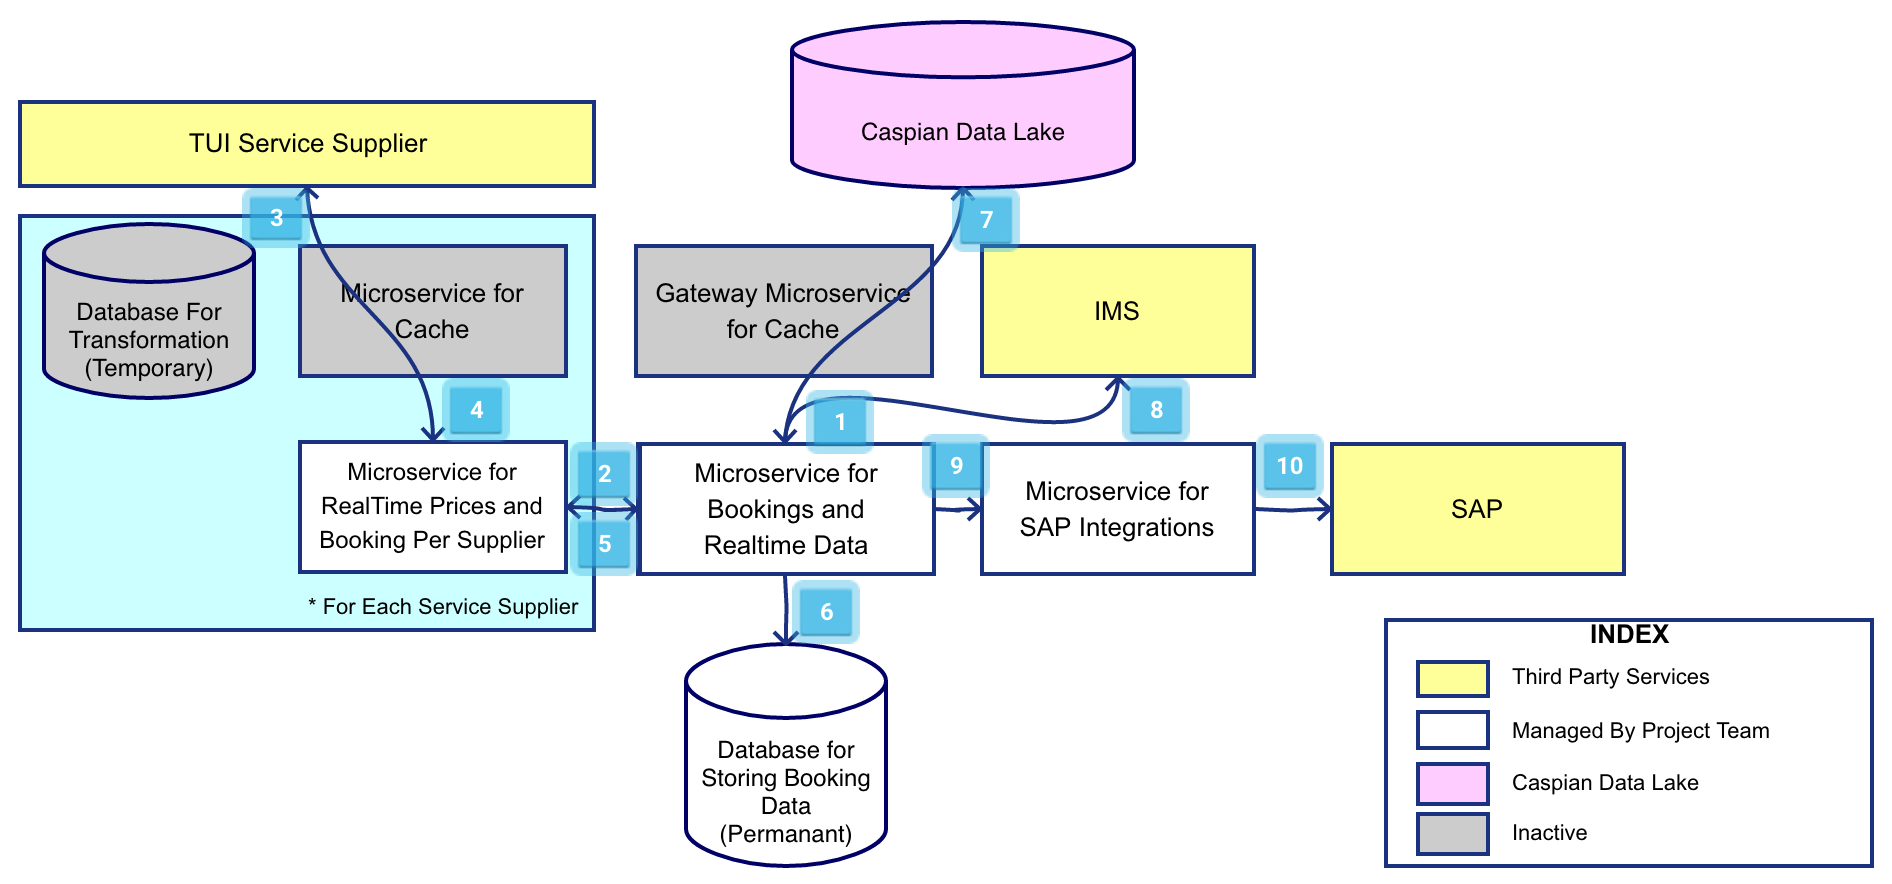 Caspian Data Lake
TUI Service Supplier
3
7
Database For
Transformation
(Temporary)
Microservice for
Cache
Gateway Microservice
for Cache
IMS
4
1
8
2
9
10
Microservice for
RealTime Prices and
Booking Per Supplier
5
Microservice for
Bookings and
Realtime Data
Microservice for
SAP Integrations
SAP
* For Each Service Supplier
6
Database for
Storing Booking
Data
(Permanant)
INDEX
Third Party Services
Managed By Project Team
Caspian Data Lake
Inactive